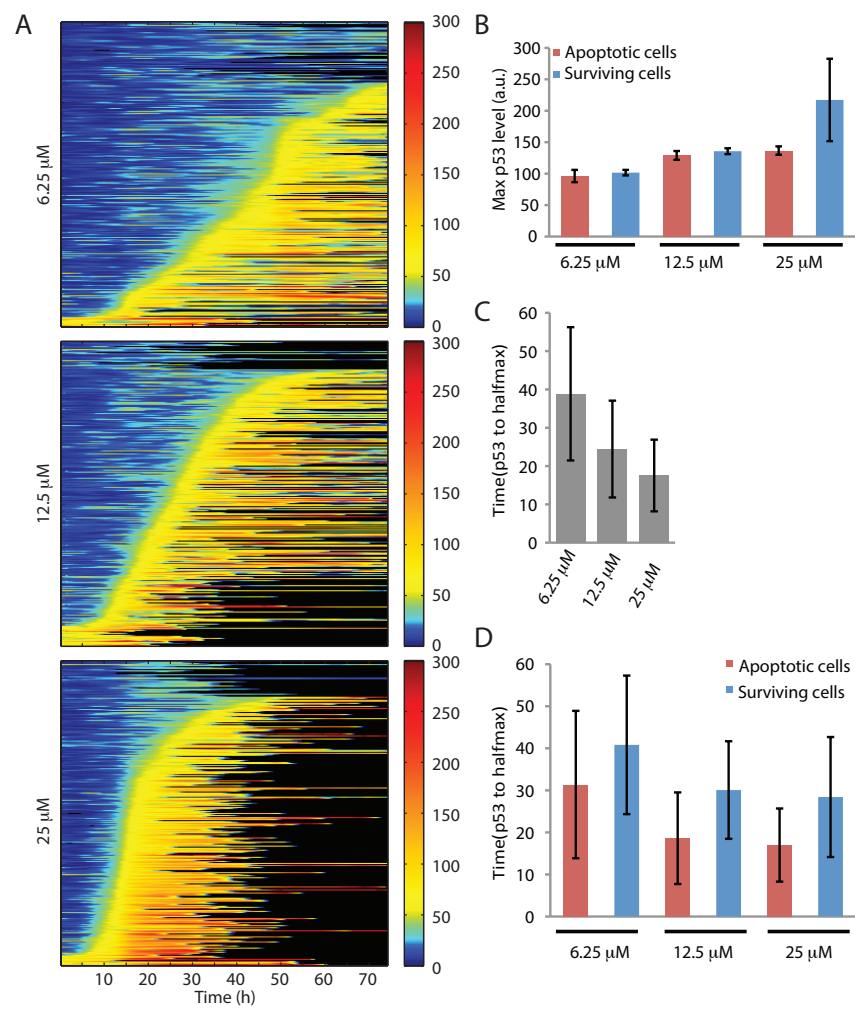 A
6.25 µM
300
250
200
150
100
50
0
12.5 µM
300
250
200
150
100
50
0
25 µM
300
250
200
150
100
50
0
10 20 30 40 50 60 70
Time (h)
B
Max p53 level (a.u.)
350
300
250
200
150
100
50
0
Apoptotic cells
Surviving cells
6.25 µM 12.5 µM 25 µM
C
Time(p53 to halfmax)
60
50
40
30
20
10
0
6.25 µM 12.5 µM 25 µM
D
Time(p53 to halfmax)
60
50
40
30
20
10
0
Apoptotic cells
Surviving cells
6.25 µM 12.5 µM 25 µM